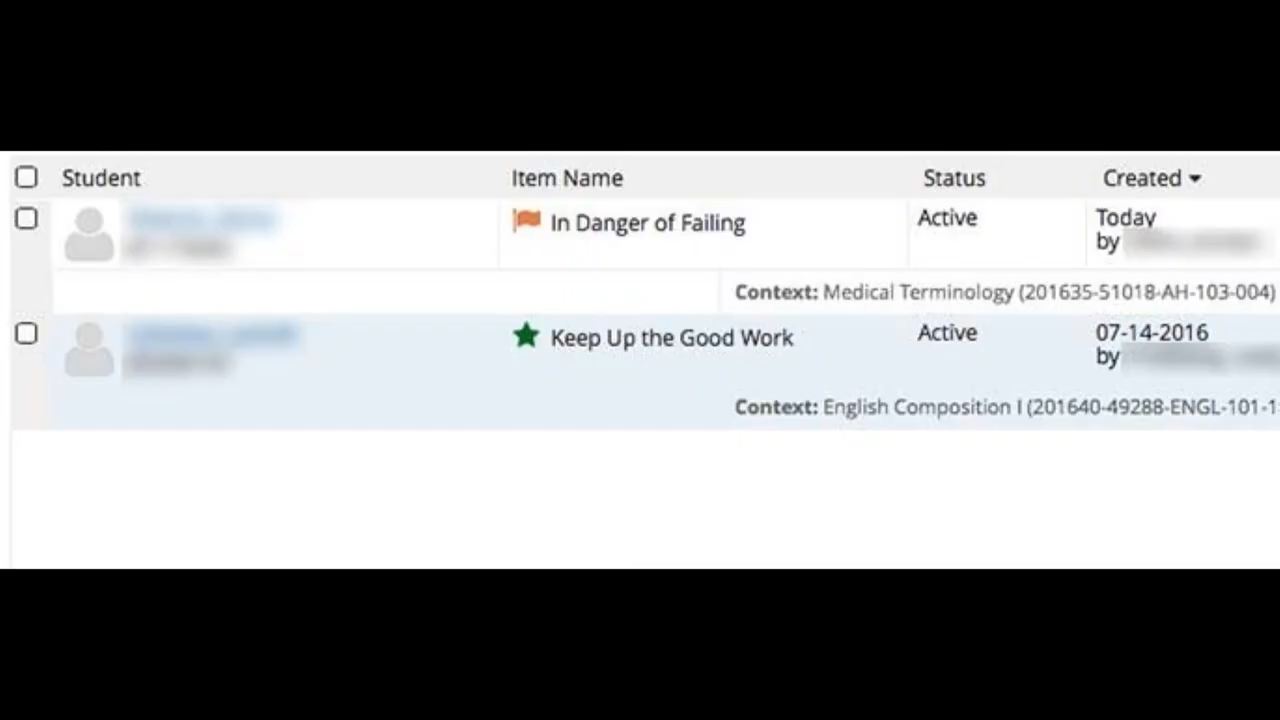 Student Item Name Status Created
In Danger of Failing Active Today
by
Context: Medical Terminology (201635-51018-AH-103-004)
Keep Up the Good Work Active 07-14-2016
by
Context: English Composition I (201640-49288-ENGL-101-1